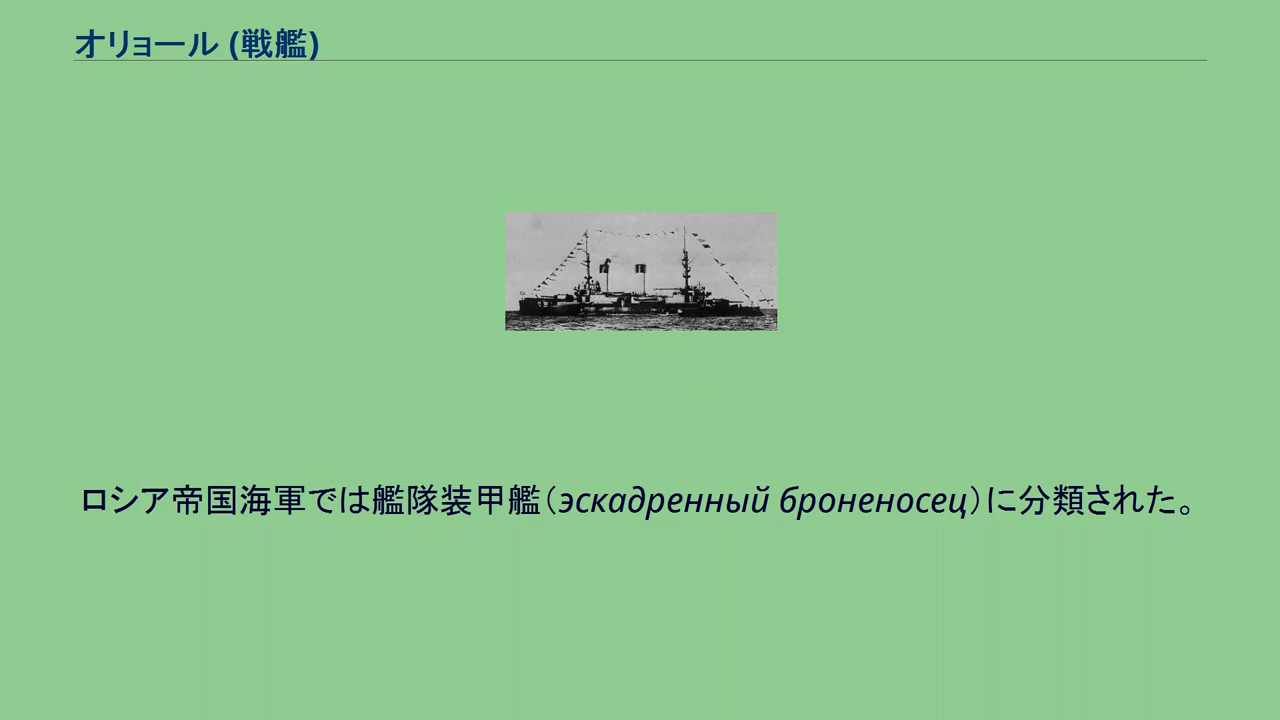 オリョール (戦艦)
ロシア帝国海軍では艦隊装甲艦（эскадренный броненосец）に分類された。